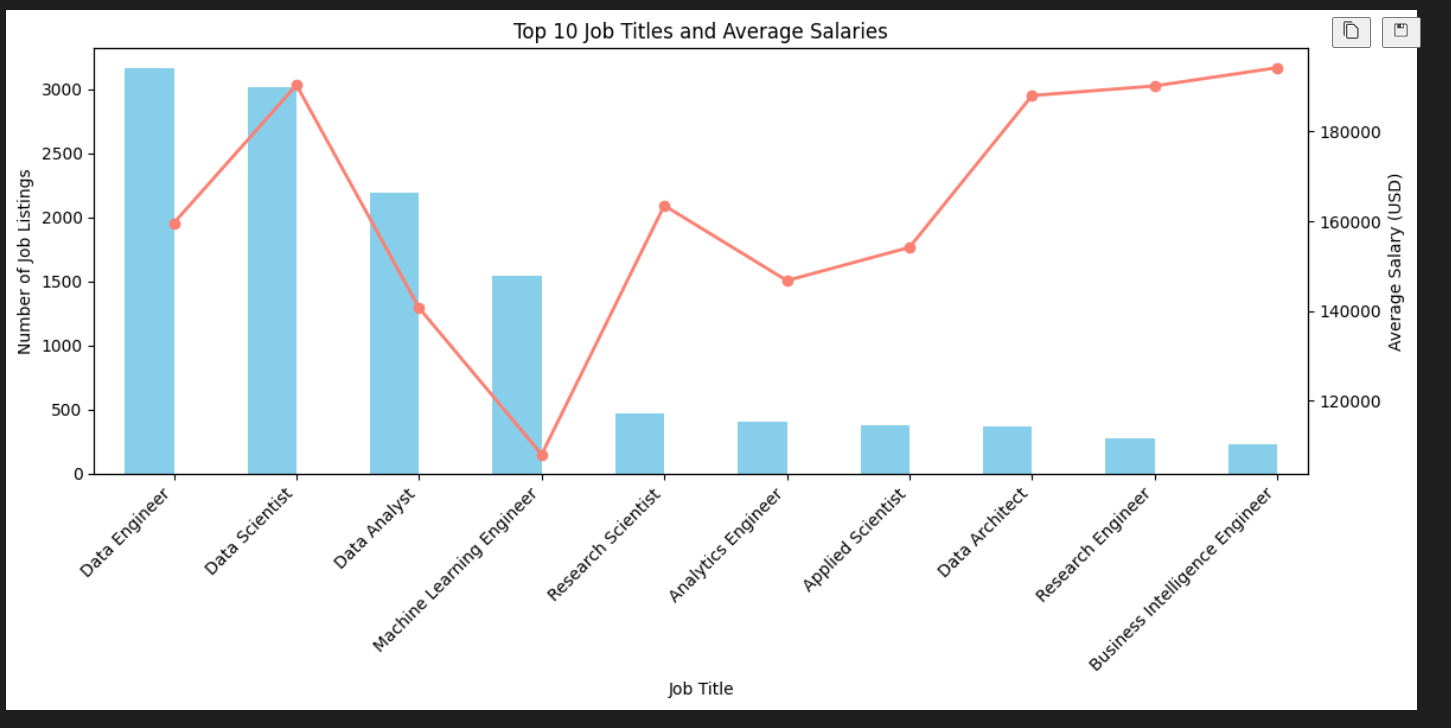 Top 10 Job Titles and Average Salaries
Number of Job Listings
3000
2500
2000
1500
1000
500
0
180000
160000
140000
120000
Average Salary (USD)
Data Engineer
Data Scientist
Data Analyst
Machine Learning Engineer
Research Scientist
Analytics Engineer
Applied Scientist
Data Architect
Research Engineer
Business Intelligence Engineer
Job Title